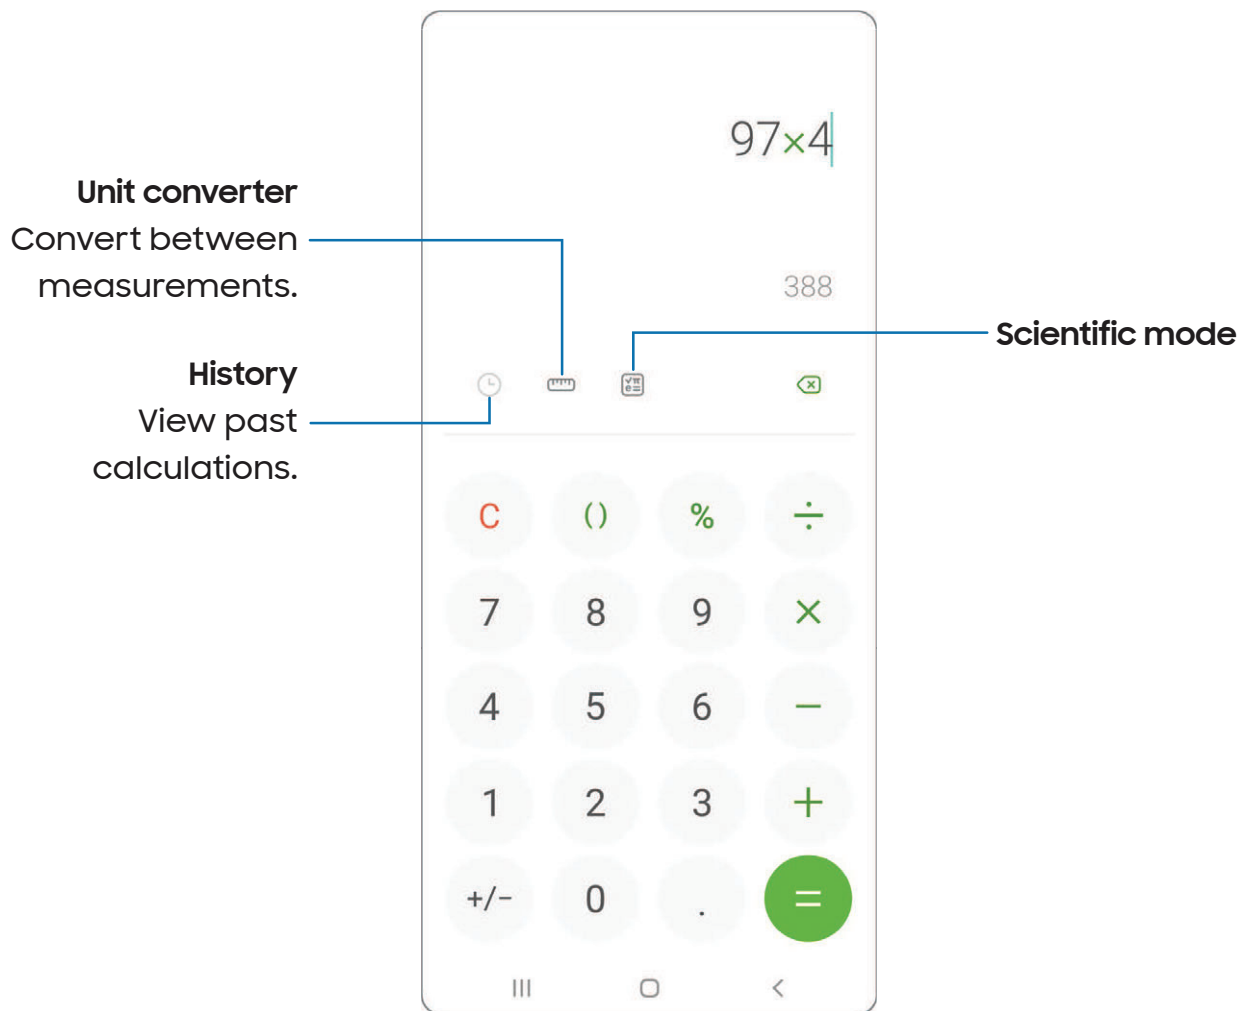 97×4
Unit converter
Convert between
measurements.
388
Scientific mode
History
View past
calculations.
√π
e=
C () % ÷
7 8 9 ×
4 5 6 −
1 2 3 +
+/− 0 . =